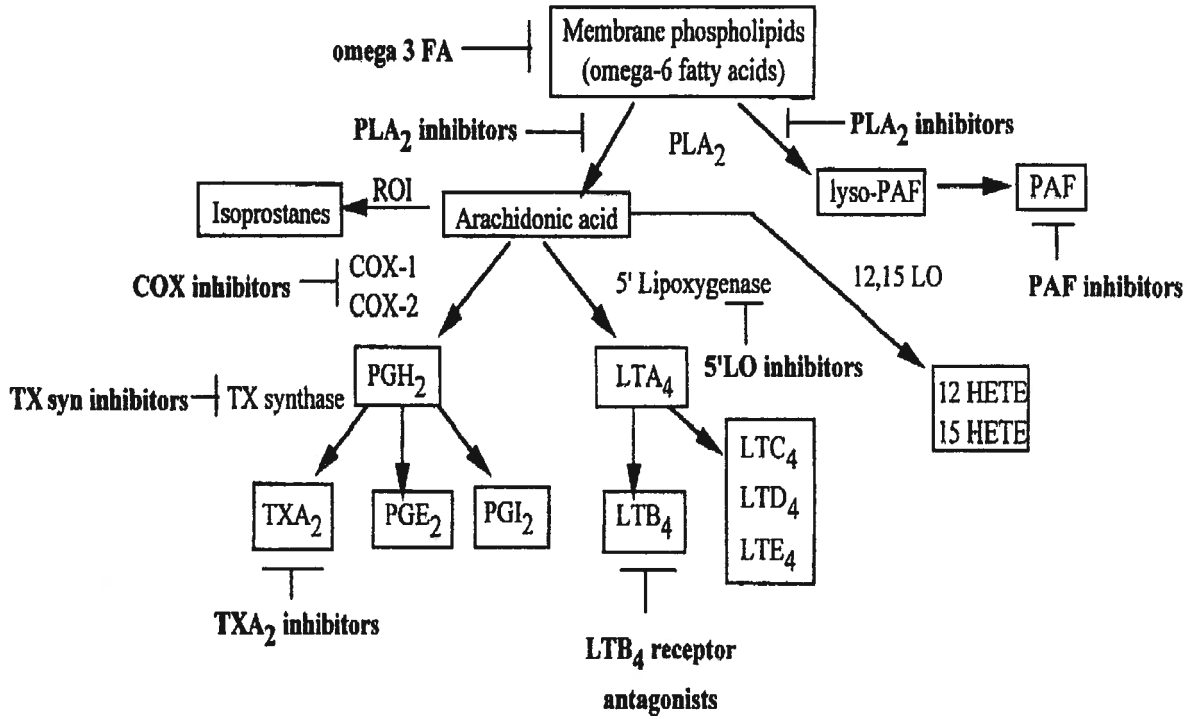 Membrane phospholipids
(omega-6 fatty acids)
omega 3 FA
PLA2 inhibitors
PLA2
PLA2 inhibitors
lyso-PAF
PAF
Isoprostanes
ROI
Arachidonic acid
COX inhibitors
COX-1
COX-2
5' Lipoxygenase
12,15 LO
PAF inhibitors
PGH2
LTA4
5'LO inhibitors
TX syn inhibitors
TX synthase
12 HETE
15 HETE
LTC4
LTD4
LTE4
TXA2
PGE2
PGI2
LTB4
TXA2 inhibitors
LTB4 receptor
antagonists